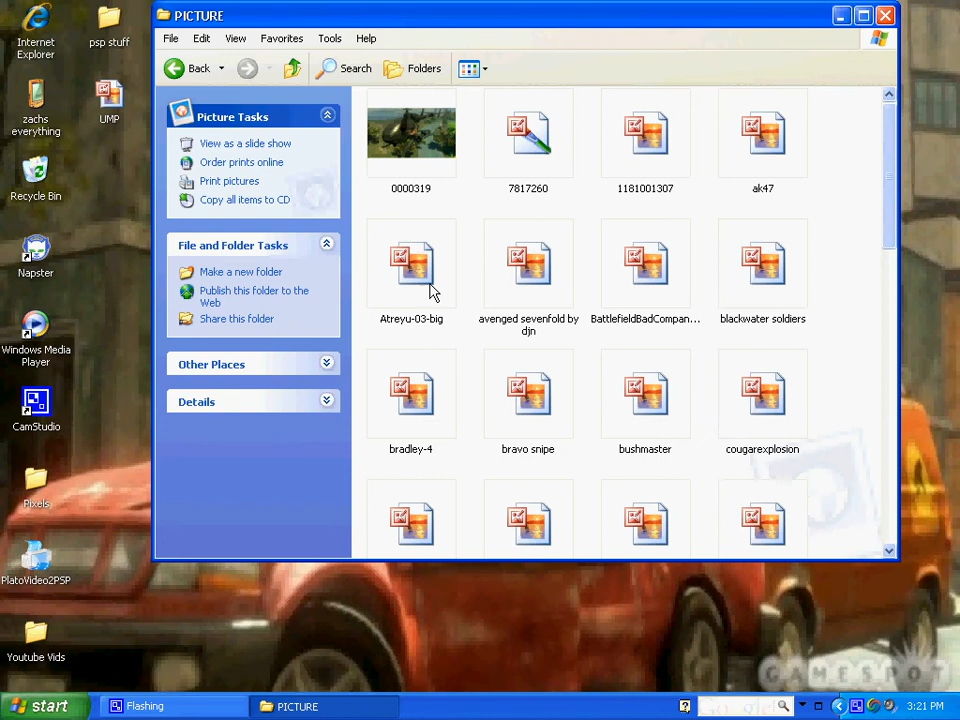 PICTURE
File Edit View Favorites Tools Help
Back Search Folders
Internet
Explorer
psp stuff
zachs
everything
UMP
Recycle Bin
Napster
Windows Media
Player
CamStudio
Pixels
PlatoVideo2PSP
Youtube Vids
Picture Tasks
View as a slide show
Order prints online
Print pictures
Copy all items to CD
File and Folder Tasks
Make a new folder
Publish this folder to the
Web
Share this folder
Other Places
Details
0000319 7817260 1181001307 ak47
Atreyu-03-big avenged sevenfold by
djn
BattlefieldBadCompan... blackwater soldiers
bradley-4 bravo snipe bushmaster cougarexplosion
GAMESPOT
start Flashing PICTURE 3:21 PM